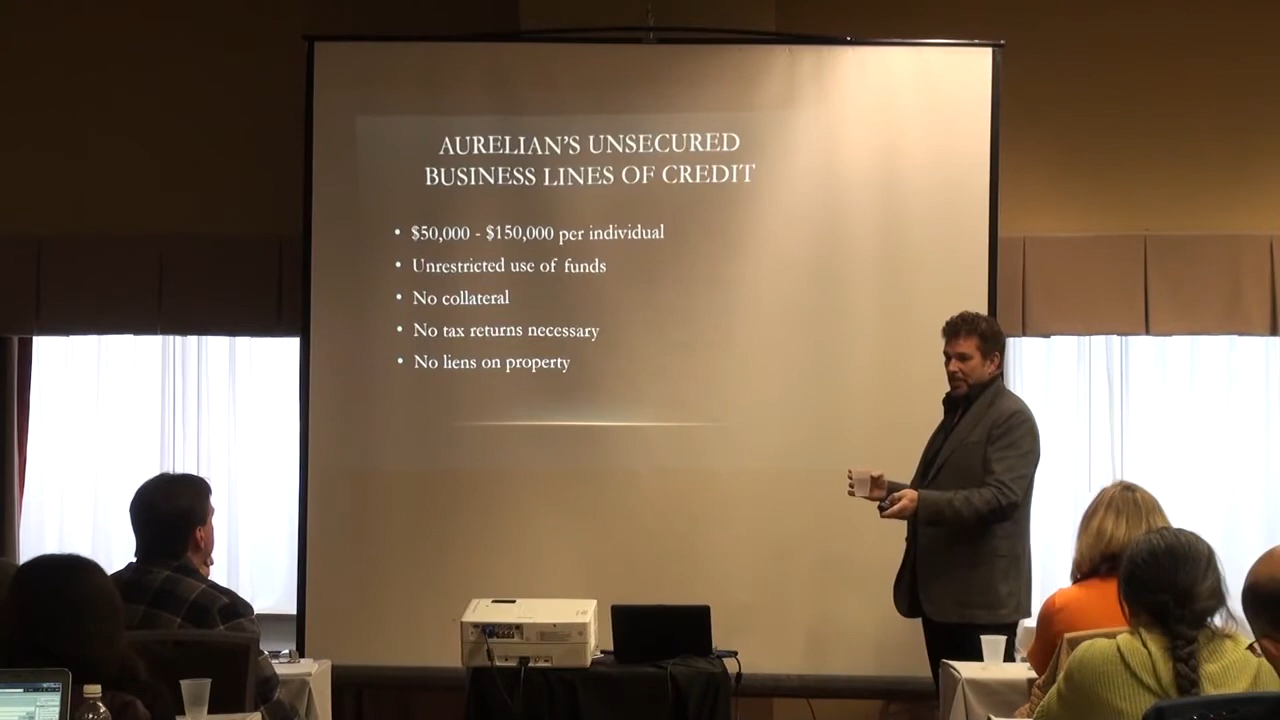 AURELIAN'S UNSECURED
BUSINESS LINES OF CREDIT
• $50,000 - $150,000 per individual
• Unrestricted use of funds
• No collateral
• No tax returns necessary
• No liens on property